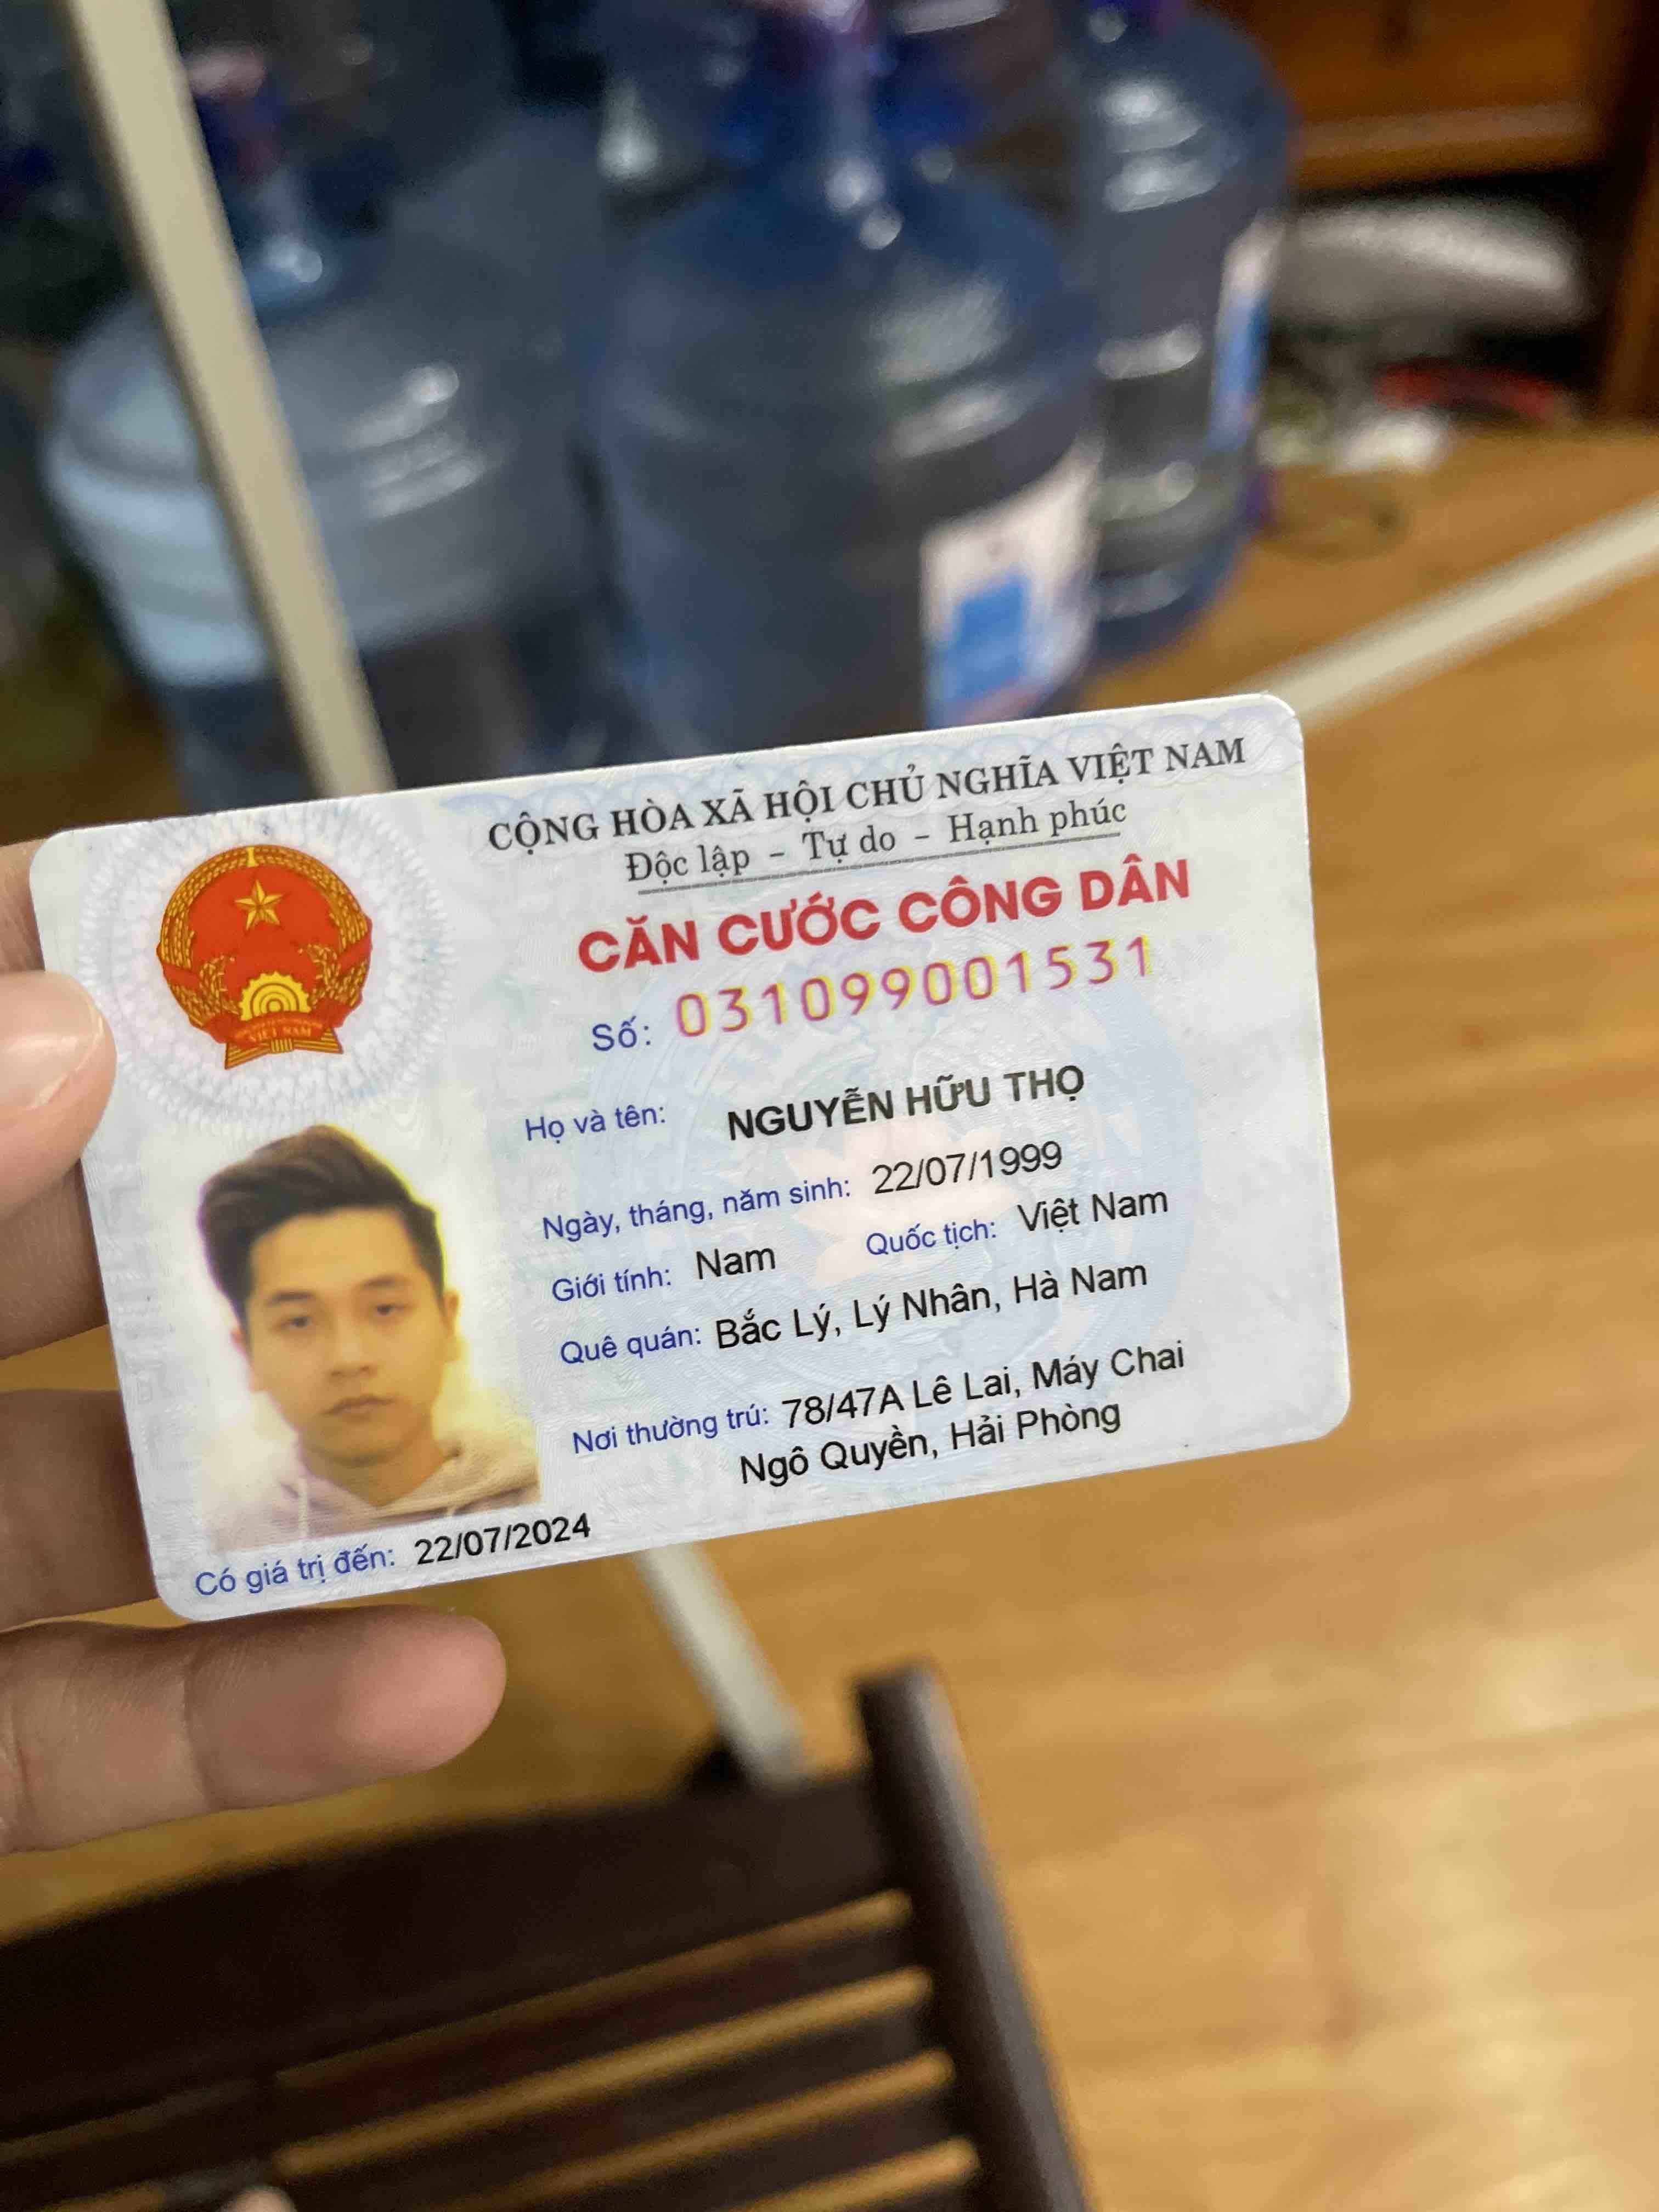 CỘNG HÒA XÃ HỘI CHỦ NGHĨA VIỆT NAM
Độc lập - Tự do - Hạnh phúc
CĂN CƯỚC CÔNG DÂN
Số: 031099001531
Họ và tên: NGUYỄN HỮU THỌ
Ngày, tháng, năm sinh: 22/07/1999
Giới tính: Nam Quốc tịch: Việt Nam
Quê quán: Bắc Lý, Lý Nhân, Hà Nam
Nơi thường trú: 78/47A Lê Lai, Máy Chai
Ngô Quyền, Hải Phòng
Có giá trị đến: 22/07/2024
VIỆT NAM